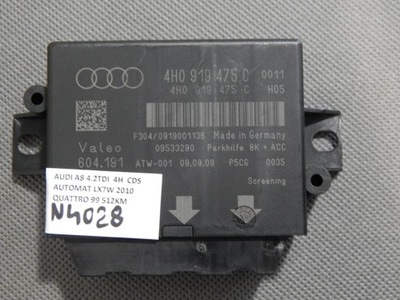 4H0 919 475 C 0011
4H0 919 475 C H05
F304/0919001136 Made in Germany
Valeo 09533290 Parkhilfe 8K + ACC
604.191 ATW-001 09.09.09 P5CG 0035
Screening
AUDI A8 4.2TDI 4H CDS
AUTOMAT LX7W 2010
QUATTRO 99 512KM
N4028